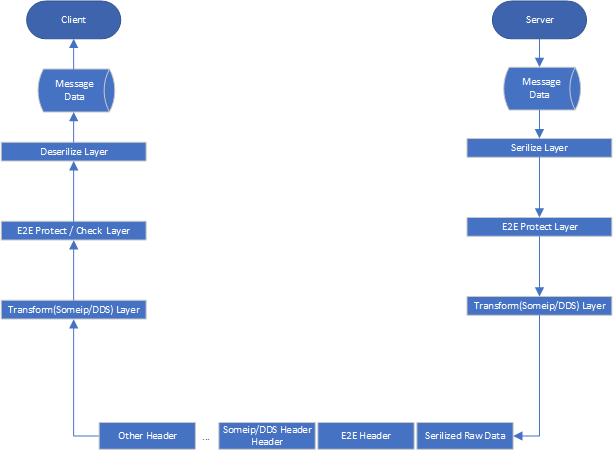 Client
Server
Message
Data
Message
Data
Deserilize Layer
Serilize Layer
E2E Protect / Check Layer
E2E Protect Layer
Transform(Someip/DDS) Layer
Transform(Someip/DDS) Layer
Other Header
...
Someip/DDS Header
Header
E2E Header
Serilized Raw Data